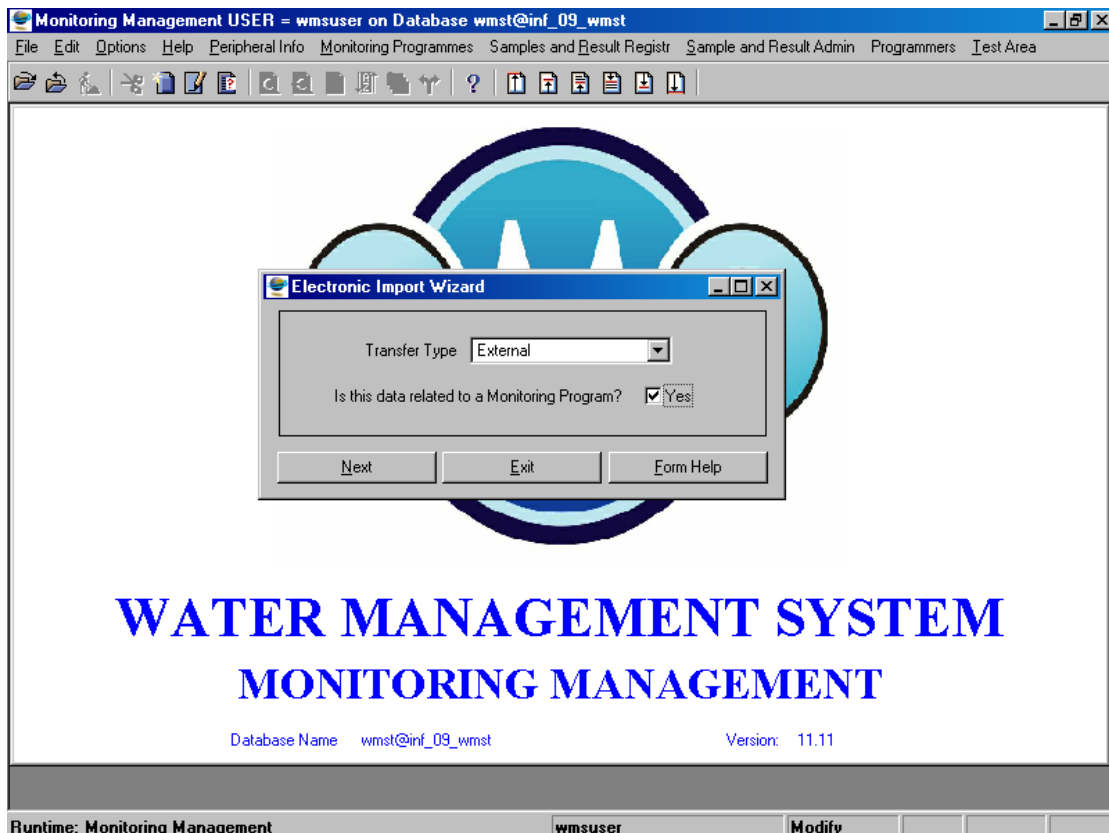 Monitoring Management USER = wmsuser on Database wmst@inf_09_wmst
File Edit Options Help Peripheral Info Monitoring Programmes Samples and Result Registr Sample and Result Admin Programmers Test Area
Electronic Import Wizard
Transfer Type External
Is this data related to a Monitoring Program? Yes
Next Exit Form Help
WATER MANAGEMENT SYSTEM
MONITORING MANAGEMENT
Database Name wmst@inf_09_wmst Version: 11.11
Runtime: Monitoring Management wmsuser Modify